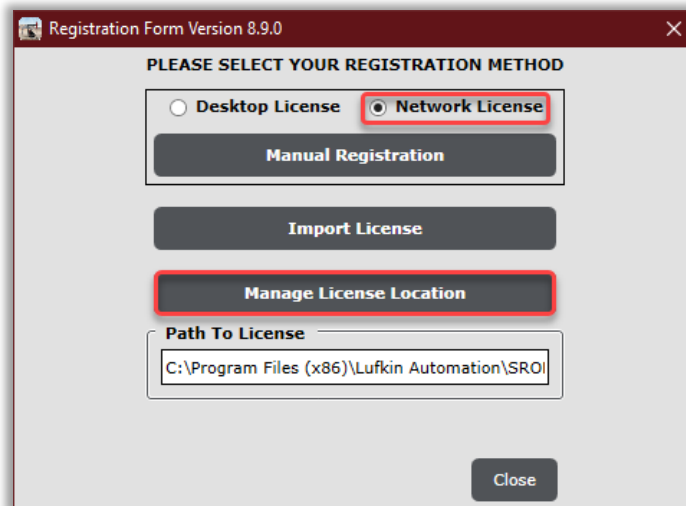 Registration Form Version 8.9.0
PLEASE SELECT YOUR REGISTRATION METHOD
Desktop License Network License
Manual Registration
Import License
Manage License Location
Path To License
C:\Program Files (x86)\Lufkin Automation\SRO
Close